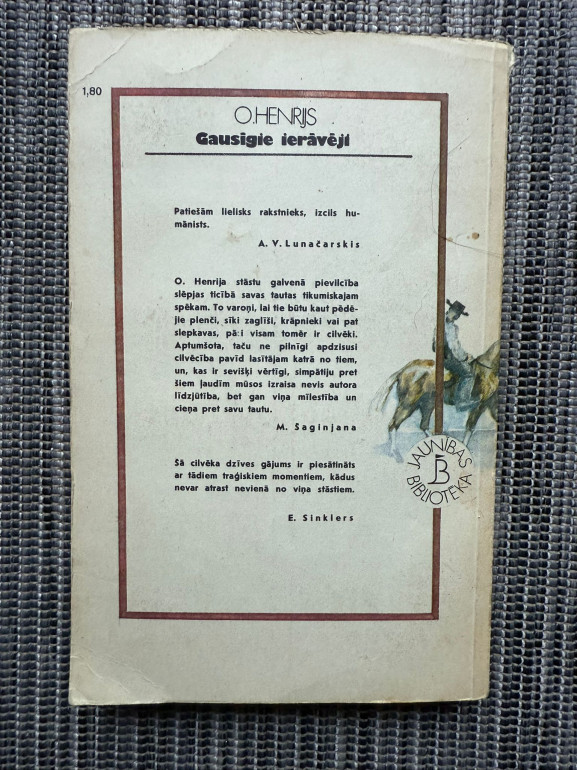 1,80
O.HENRIJS
Gausīgie ierāvēji
Patiešām lielisks rakstnieks, izcils hu-
mānists.
A. V. Lunačarskis
O. Henrija stāstu galvenā pievilcība
slēpjas ticībā savas tautas tikumiskajam
spēkam. To varoņi, lai tie būtu kaut pēdē-
jie plenči, sīki zaglīši, krāpnieki vai pat
slepkavas, pā:i visam tomēr ir cilvēki.
Aptumšota, taču ne pilnīgi apdzisusi
cilvēcība pavīd lasītājam katrā no tiem,
un, kas ir sevišķi vērtīgi, simpātiju pret
šiem ļaudīm mūsos izraisa nevis autora
līdzjūtība, bet gan viņa mīlestība un
cieņa pret savu tautu.
M. Šaginjana
Šā cilvēka dzīves gājums ir piesātināts
ar tādiem traģiskiem momentiem, kādus
nevar atrast nevienā no viņa stāstiem.
E. Sinklers
JAUNĪBAS
JB
BIBLIOTĒKA